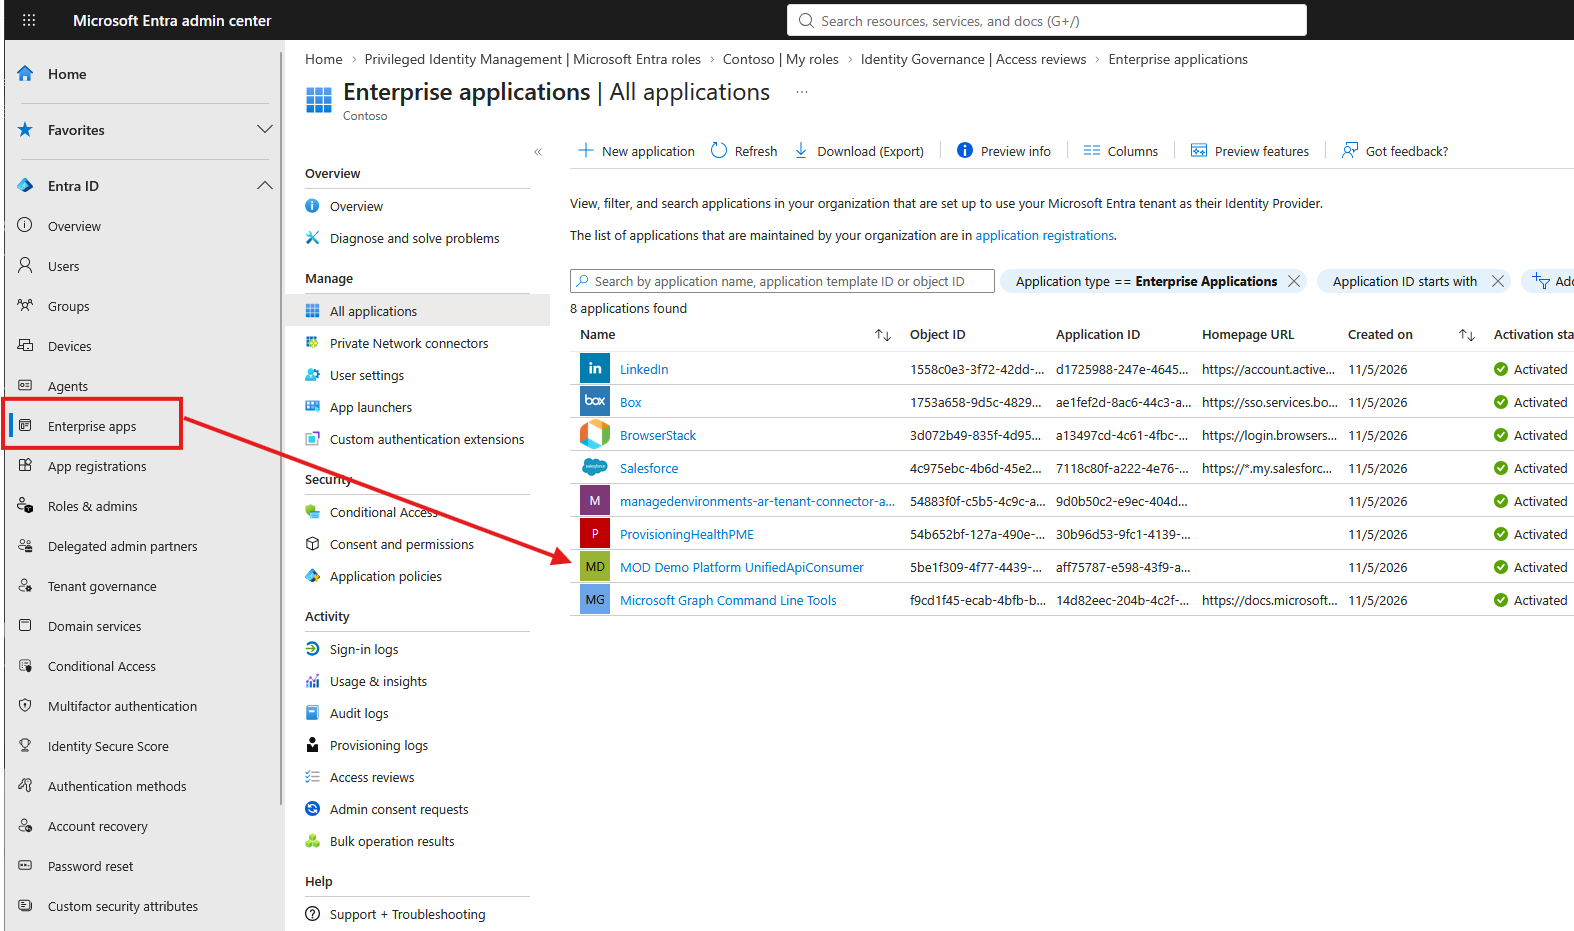 Microsoft Entra admin center
Search resources, services, and docs (G+/)
Home
Favorites
Entra ID
Overview
Users
Groups
Devices
Agents
Enterprise apps
App registrations
Roles & admins
Delegated admin partners
Tenant governance
Domain services
Conditional Access
Multifactor authentication
Identity Secure Score
Authentication methods
Account recovery
Password reset
Custom security attributes
Home > Privileged Identity Management | Microsoft Entra roles > Contoso | My roles > Identity Governance | Access reviews > Enterprise applications
Enterprise applications | All applications ...
Contoso
Overview
Overview
Diagnose and solve problems
Manage
All applications
Private Network connectors
User settings
App launchers
Custom authentication extensions
Security
Conditional Access
Consent and permissions
Application policies
Activity
Sign-in logs
Usage & insights
Audit logs
Provisioning logs
Access reviews
Admin consent requests
Bulk operation results
Help
Support + Troubleshooting
New application Refresh Download (Export) Preview info Columns Preview features Got feedback?
View, filter, and search applications in your organization that are set up to use your Microsoft Entra tenant as their Identity Provider.
The list of applications that are maintained by your organization are in application registrations.
Search by application name, application template ID or object ID Application type == Enterprise Applications Application ID starts with Add
8 applications found
Name Object ID Application ID Homepage URL Created on Activation sta
in LinkedIn 1558c0e3-3f72-42dd-... d1725988-247e-4645... https://account.active... 11/5/2026 Activated
box Box 1753a658-9d5c-4829... ae1fef2d-8ac6-44c3-a... https://sso.services.bo... 11/5/2026 Activated
BrowserStack 3d072b49-835f-4d95... a13497cd-4c61-4fbc-... https://login.browsers... 11/5/2026 Activated
salesforce Salesforce 4c975ebc-4b6d-45e2... 7118c80f-a222-4e76-... https://*.my.salesforc... 11/5/2026 Activated
M managedenvironments-ar-tenant-connector-a... 54883f0f-c5b5-4c9c-a... 9d0b50c2-e9ec-404d... 11/5/2026 Activated
P ProvisioningHealthPME 54b652bf-127a-490e-... 30b96d53-9fc1-4139-... 11/5/2026 Activated
MD MOD Demo Platform UnifiedApiConsumer 5be1f309-4f77-4439-... aff75787-e598-43f9-a... 11/5/2026 Activated
MG Microsoft Graph Command Line Tools f9cd1f45-ecab-4bfb-b... 14d82eec-204b-4c2f-... https://docs.microsoft... 11/5/2026 Activated